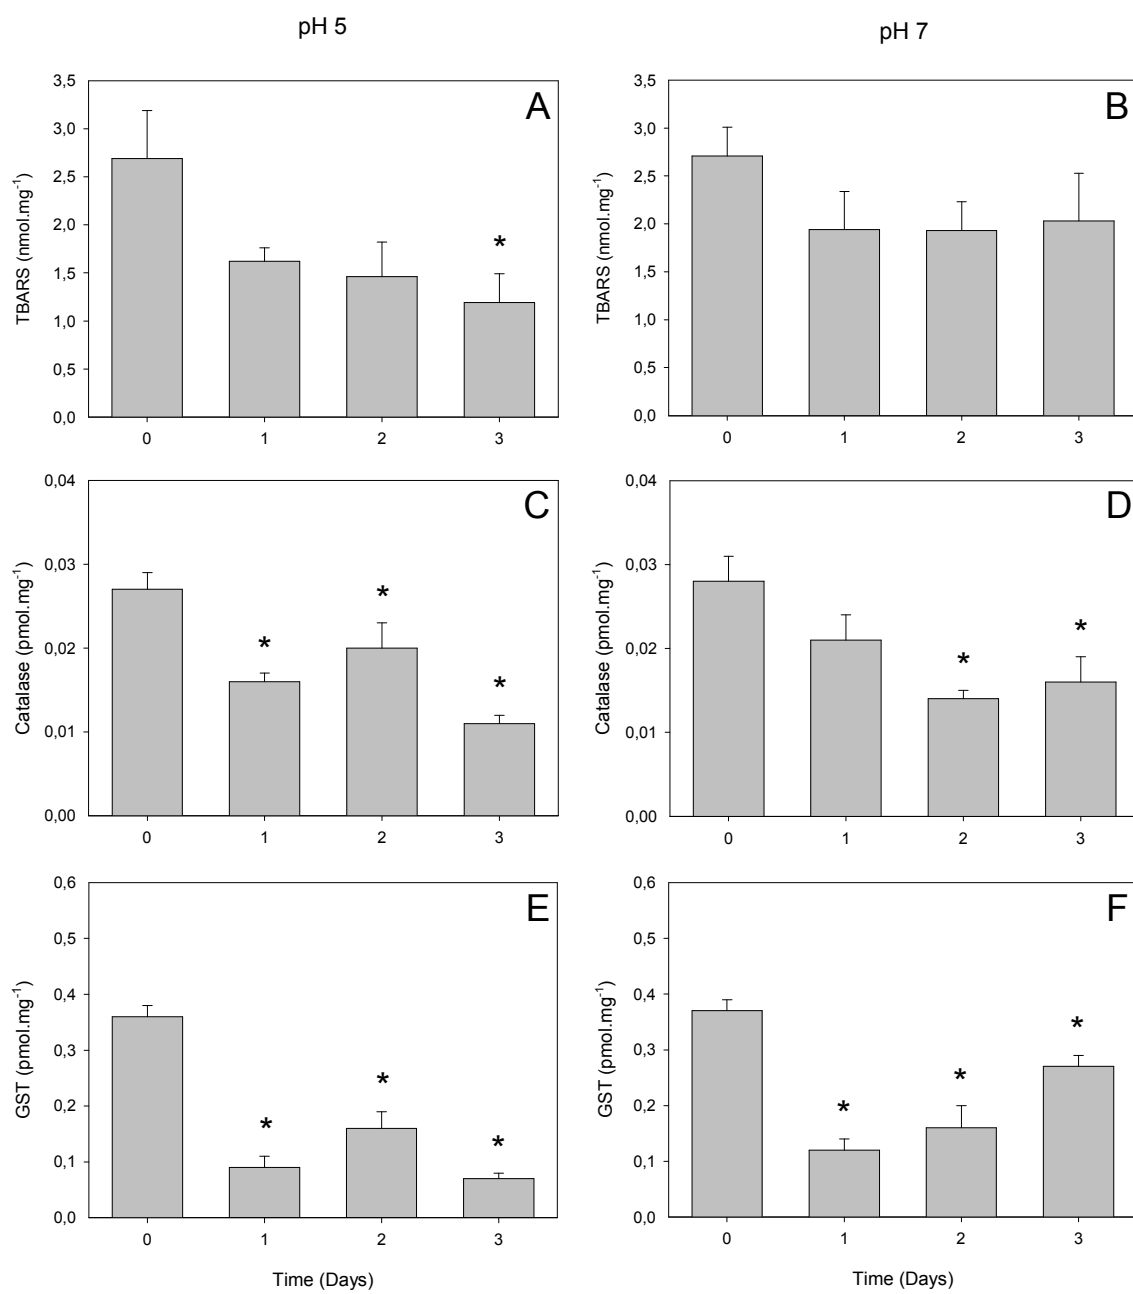 pH 5
pH 7
A
TBARS (nmol.mg-1)
3,5
3,0
2,5
2,0
1,5
1,0
0,5
0,0
*
0 1 2 3
B
TBARS (nmol.mg-1)
3,5
3,0
2,5
2,0
1,5
1,0
0,5
0,0
0 1 2 3
C
Catalase (pmol.mg-1)
0,04
0,03
0,02
0,01
0,00
* * *
0 1 2 3
D
Catalase (pmol.mg-1)
0,04
0,03
0,02
0,01
0,00
* *
0 1 2 3
E
GST (pmol.mg-1)
0,6
0,5
0,4
0,3
0,2
0,1
0,0
* * *
0 1 2 3
Time (Days)
F
GST (pmol.mg-1)
0,6
0,5
0,4
0,3
0,2
0,1
0,0
* * *
0 1 2 3
Time (Days)